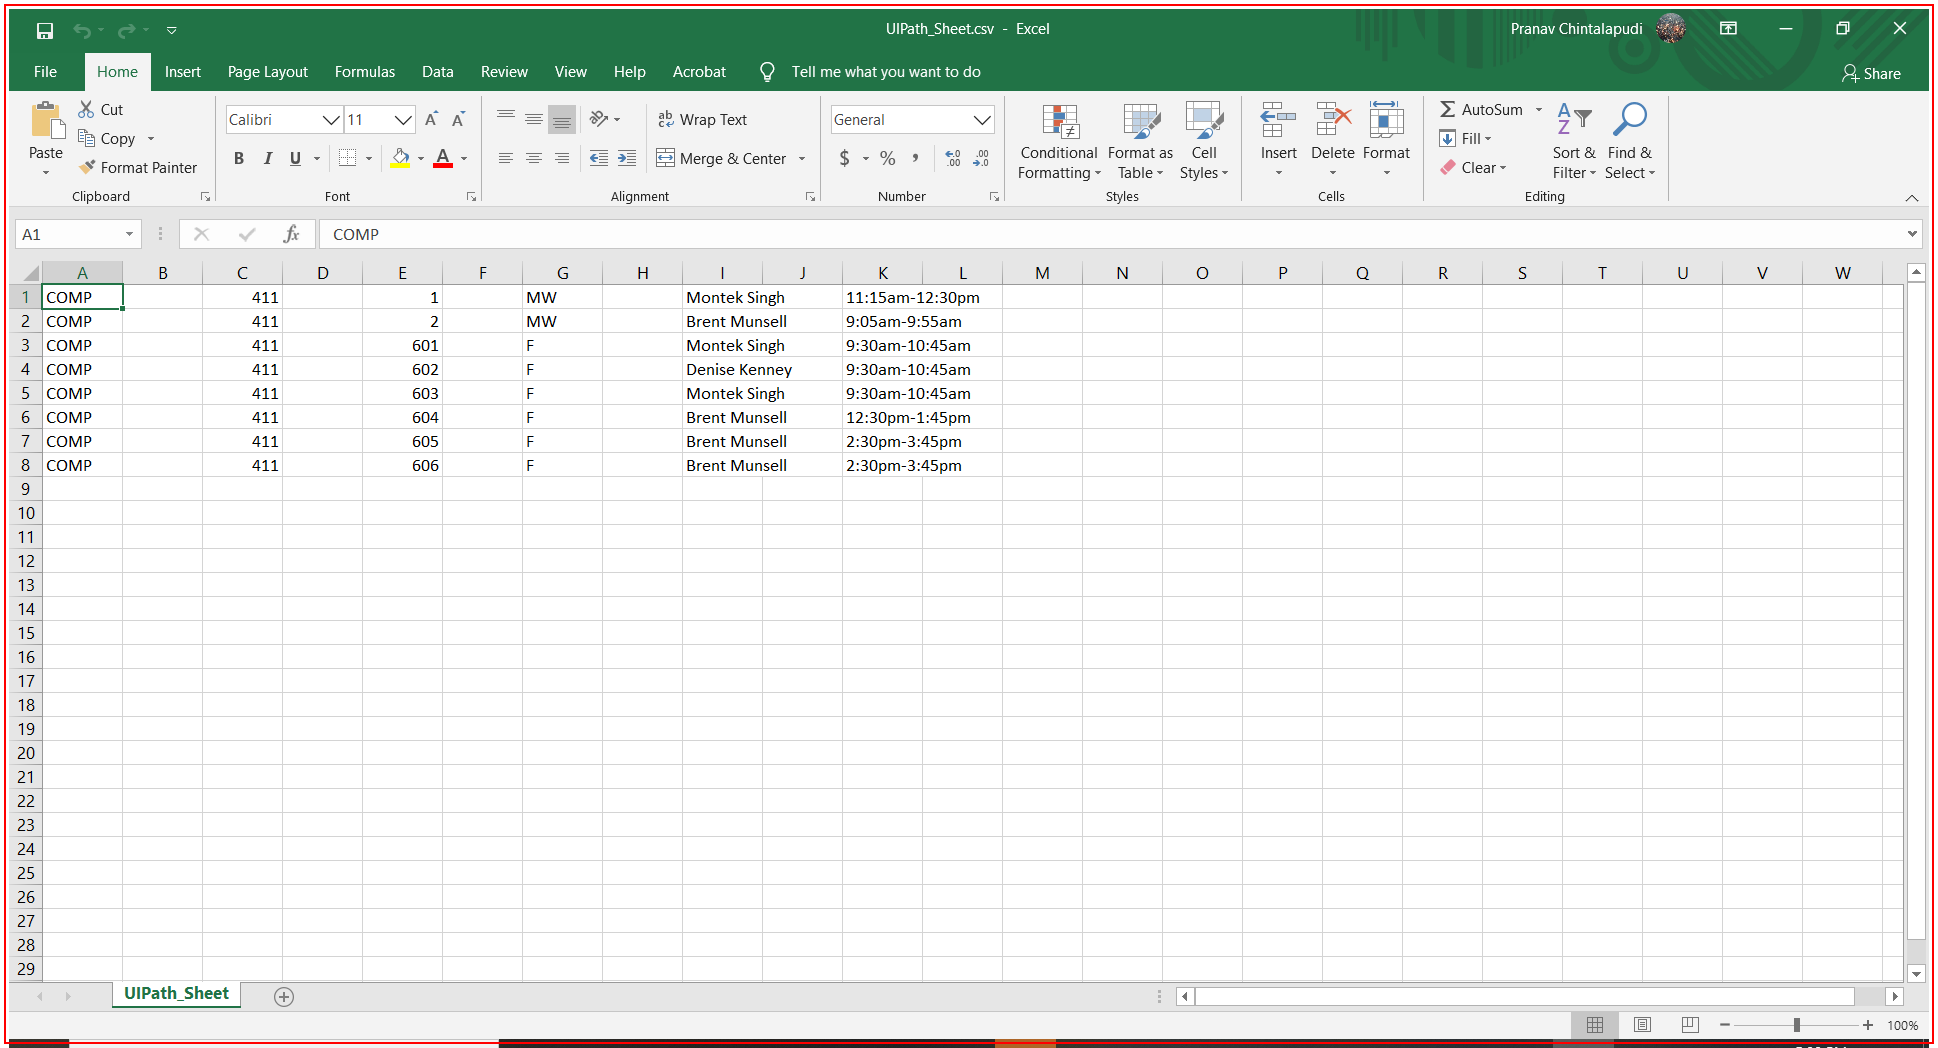 UIPath_Sheet.csv - Excel
Pranav Chintalapudi
File Home Insert Page Layout Formulas Data Review View Help Acrobat Tell me what you want to do
Share
Paste
Cut
Copy
Format Painter
Clipboard
Calibri 11
B I U
Font
Wrap Text
Merge & Center
Alignment
General
$ % ,
Number
Conditional Formatting
Format as Table
Cell Styles
Styles
Insert Delete Format
Cells
AutoSum
Fill
Clear
Sort & Filter
Find & Select
Editing
A1 fx COMP
A B C D E F G H I J K L M N O P Q R S T U V W
1 COMP 411 1 MW Montek Singh 11:15am-12:30pm
2 COMP 411 2 MW Brent Munsell 9:05am-9:55am
3 COMP 411 601 F Montek Singh 9:30am-10:45am
4 COMP 411 602 F Denise Kenney 9:30am-10:45am
5 COMP 411 603 F Montek Singh 9:30am-10:45am
6 COMP 411 604 F Brent Munsell 12:30pm-1:45pm
7 COMP 411 605 F Brent Munsell 2:30pm-3:45pm
8 COMP 411 606 F Brent Munsell 2:30pm-3:45pm
9
10
11
12
13
14
15
16
17
18
19
20
21
22
23
24
25
26
27
28
29
UIPath_Sheet
100%